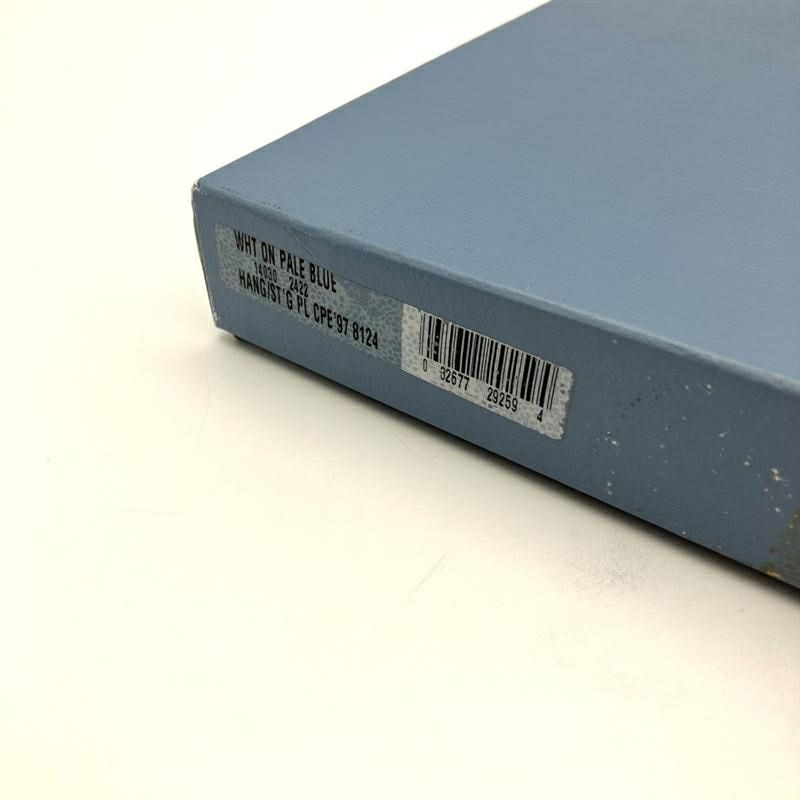 WHT ON PALE BLUE
14030 2422
HANG/ST'G PL CPE'97 8124
0 32677 29259 4